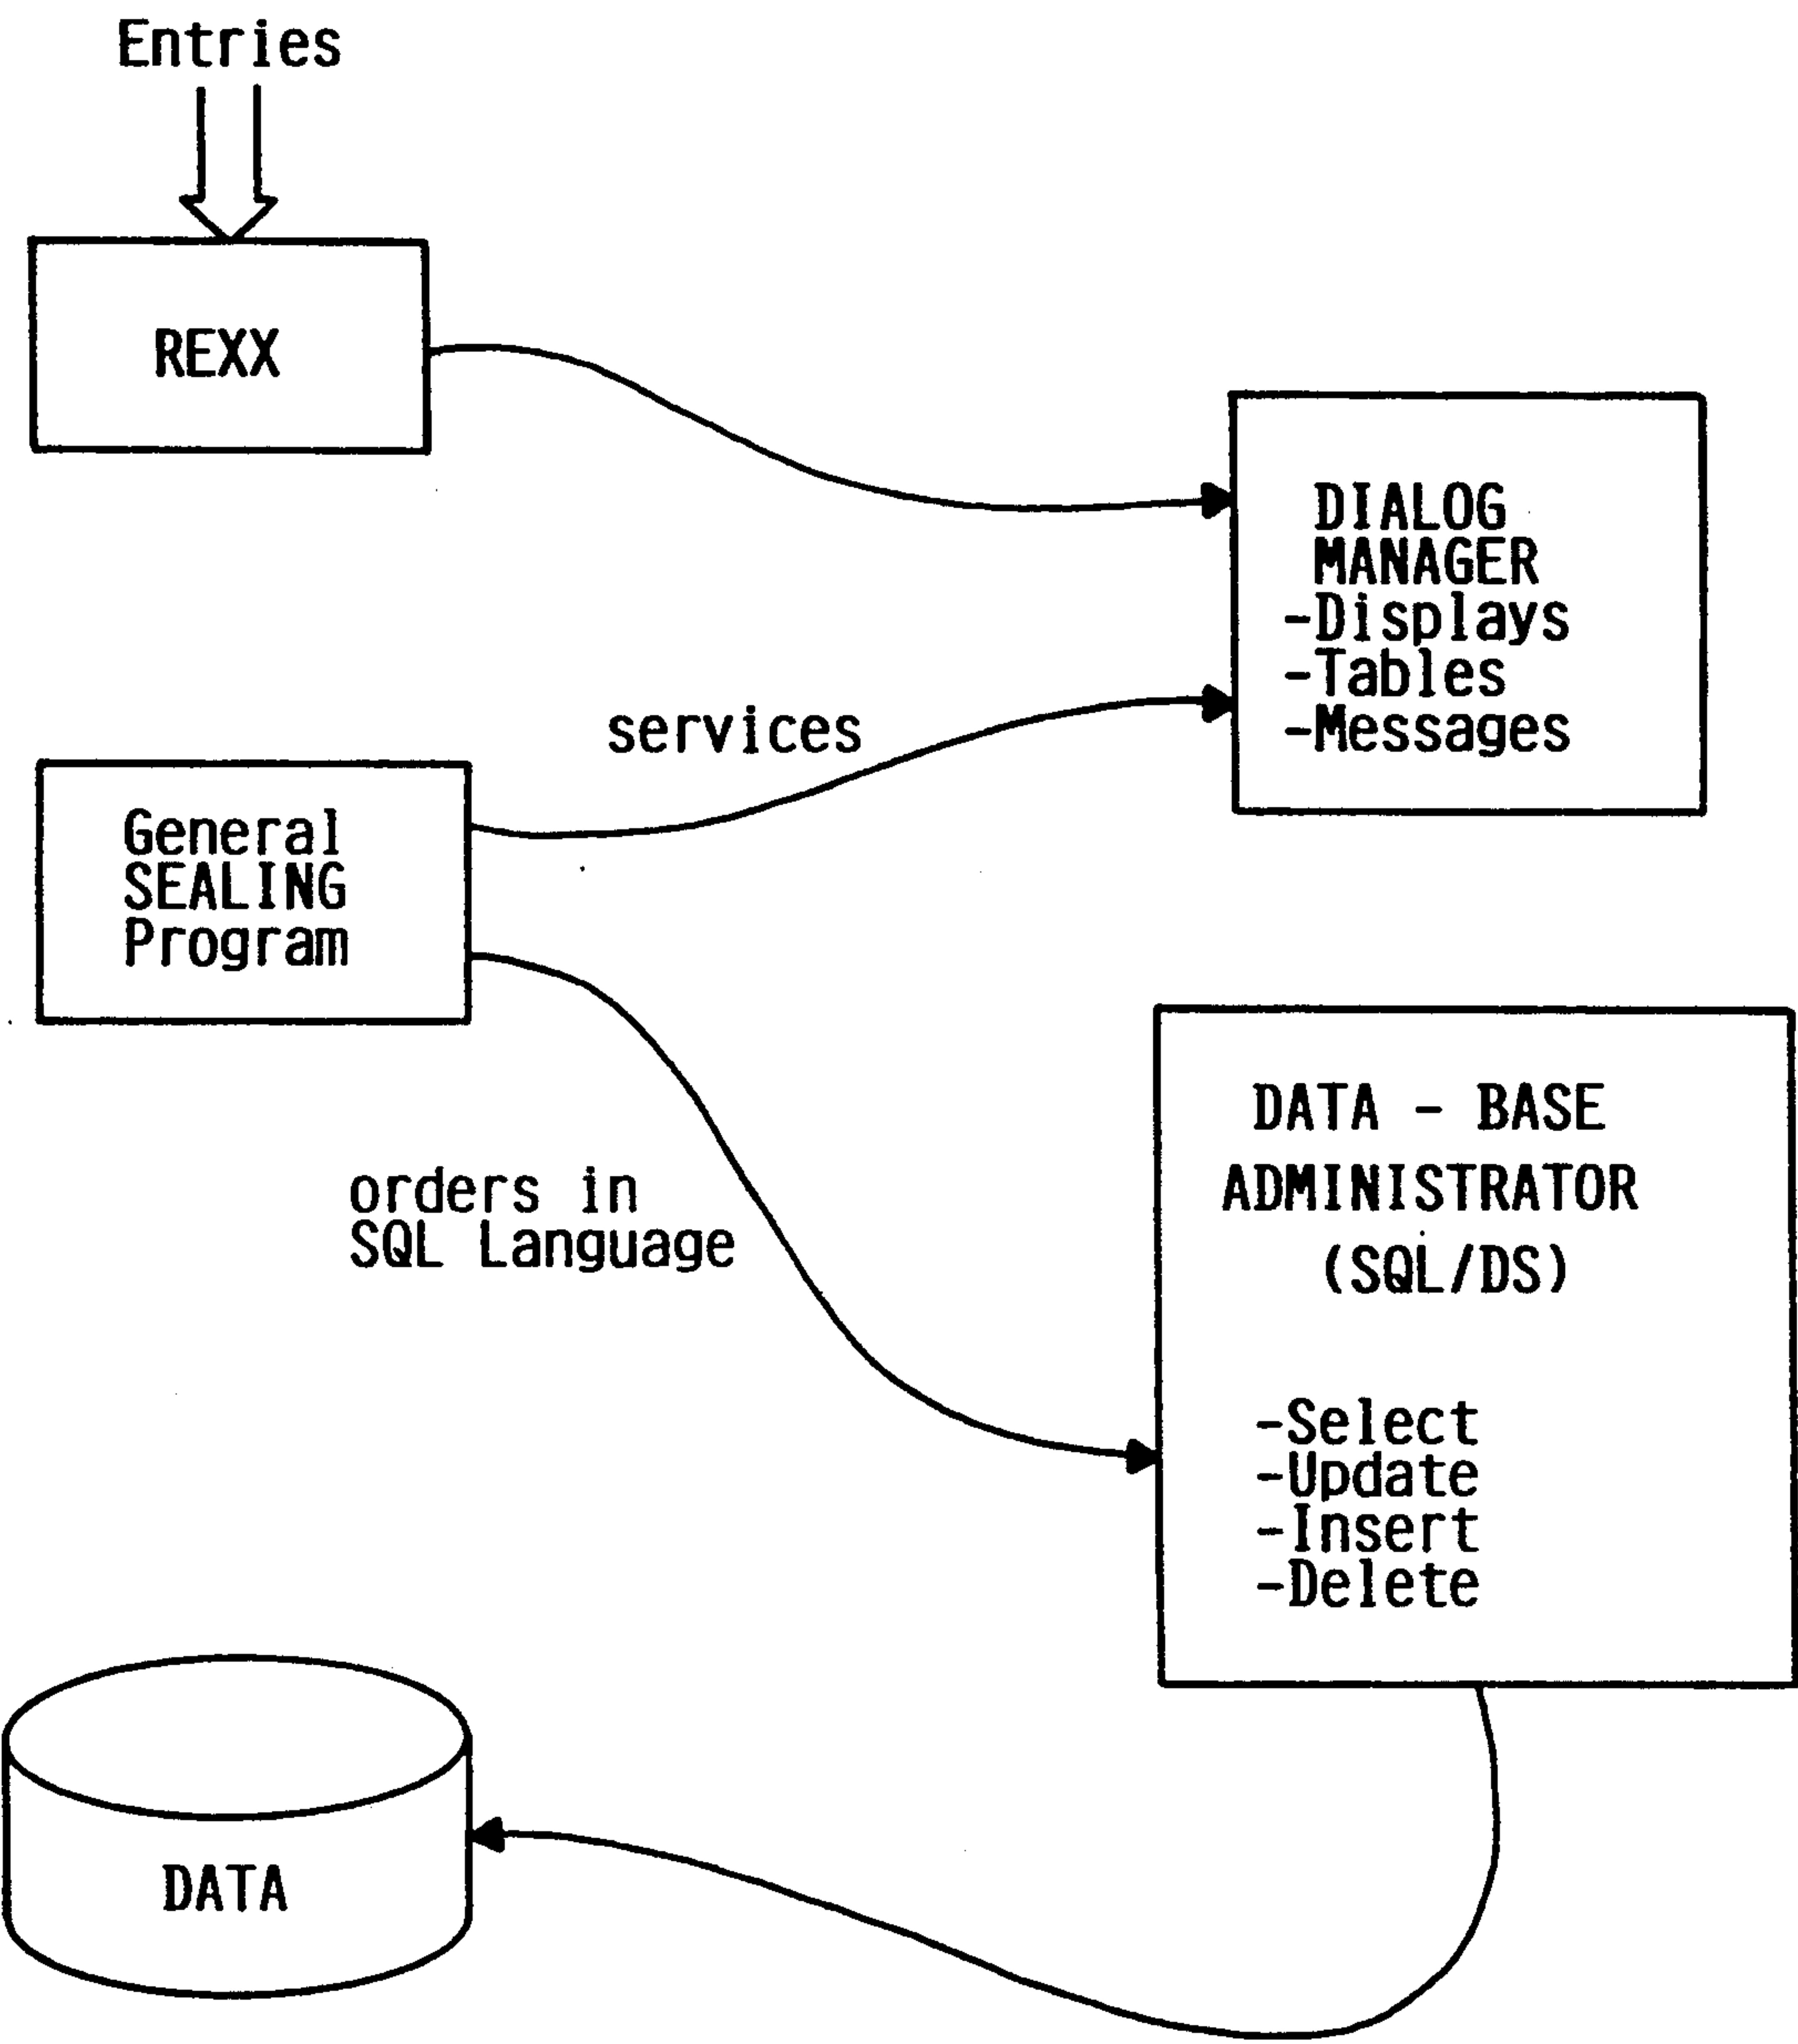 Entries
REXX
DIALOG
MANAGER
-Displays
-Tables
-Messages
services
General
SEALING
Program
DATA - BASE
ADMINISTRATOR
(SQL/DS)
orders in
SQL Language
-Select
-Update
-Insert
-Delete
DATA